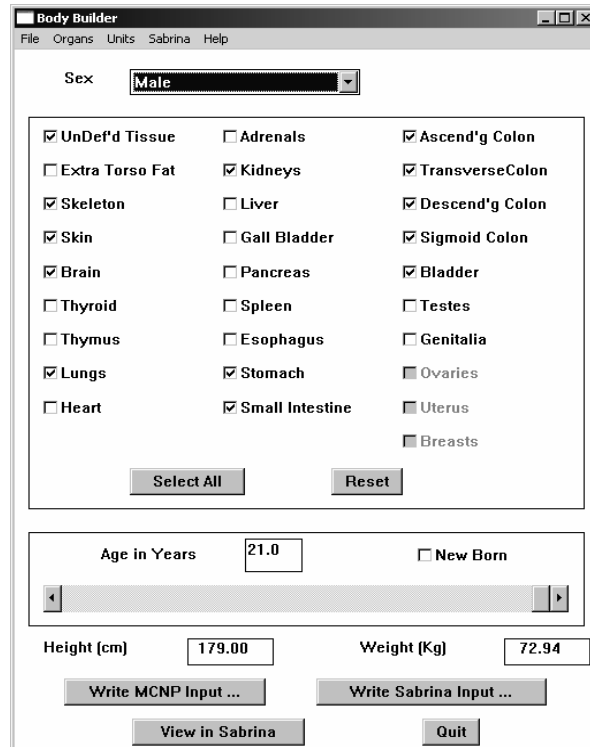 Body Builder
File Organs Units Sabrina Help
Sex Male
UnDef'd Tissue Adrenals Ascend'g Colon
Extra Torso Fat Kidneys TransverseColon
Skeleton Liver Descend'g Colon
Skin Gall Bladder Sigmoid Colon
Brain Pancreas Bladder
Thyroid Spleen Testes
Thymus Esophagus Genitalia
Lungs Stomach Ovaries
Heart Small Intestine Uterus
Breasts
Select All Reset
Age in Years 21.0 New Born
Height (cm) 179.00 Weight (Kg) 72.94
Write MCNP Input ... Write Sabrina Input ...
View in Sabrina Quit